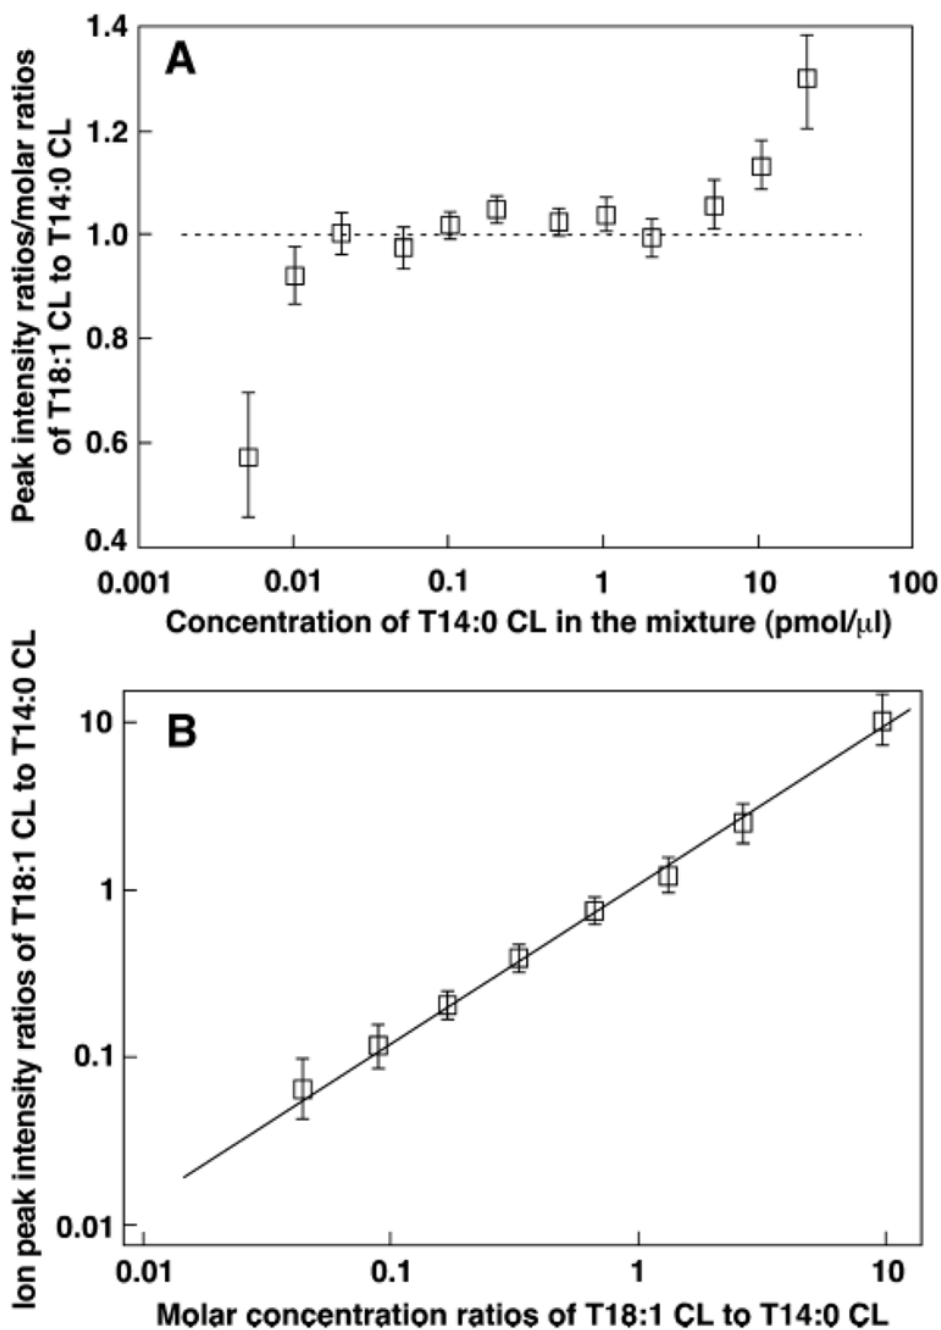 A
Peak intensity ratios/molar ratios
of T18:1 CL to T14:0 CL
1.4
1.2
1.0
0.8
0.6
0.4
0.001 0.01 0.1 1 10 100
Concentration of T14:0 CL in the mixture (pmol/μl)
B
Ion peak intensity ratios of T18:1 CL to T14:0 CL
10
1
0.1
0.01
0.01 0.1 1 10
Molar concentration ratios of T18:1 CL to T14:0 CL